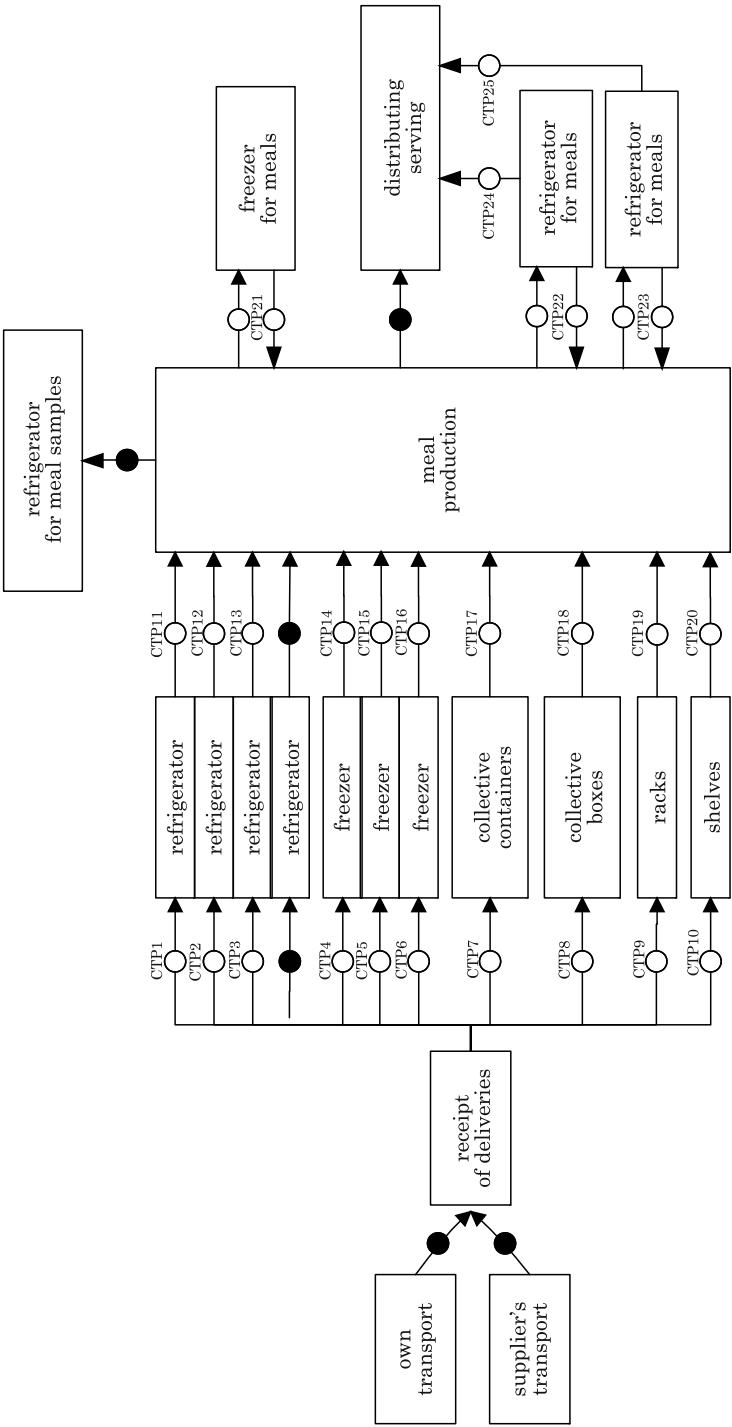 own
transport
supplier's
transport
receipt
of deliveries
CTP1
CTP2
CTP3
CTP4
CTP5
CTP6
CTP7
CTP8
CTP9
CTP10
refrigerator
refrigerator
refrigerator
refrigerator
freezer
freezer
freezer
collective
containers
collective
boxes
racks
shelves
CTP11
CTP12
CTP13
CTP14
CTP15
CTP16
CTP17
CTP18
CTP19
CTP20
refrigerator
for meal samples
meal
production
CTP21
CTP22
CTP23
freezer
for meals
distributing
serving
CTP24
CTP25
refrigerator
for meals
refrigerator
for meals